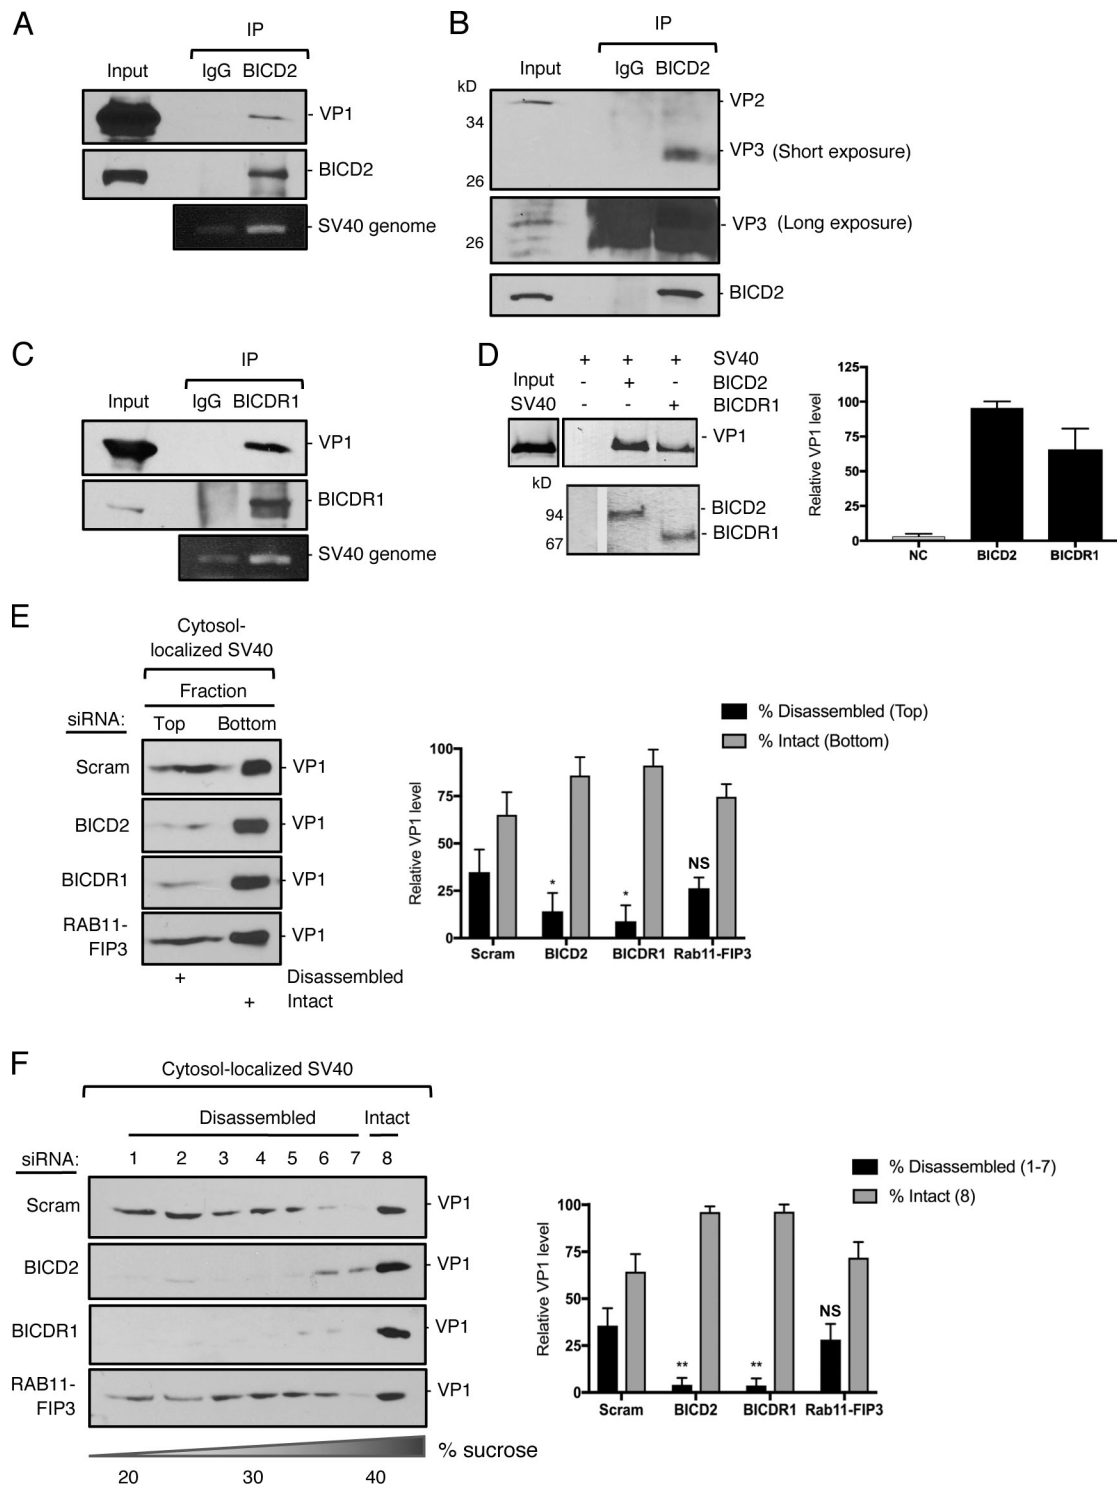 A
IP
Input IgG BICD2
- VP1
- BICD2
- SV40 genome
B
IP
Input IgG BICD2
kD
34
26
- VP2
- VP3 (Short exposure)
26
- VP3 (Long exposure)
- BICD2
C
IP
Input IgG BICDR1
- VP1
- BICDR1
- SV40 genome
D
+ + + SV40
Input - + - BICD2
SV40 - - + BICDR1
- VP1
kD
94
67
- BICD2
- BICDR1
Relative VP1 level
125
100
75
50
25
0
NC BICD2 BICDR1
E
Cytosol-
localized SV40
Fraction
siRNA: Top Bottom
Scram - VP1
BICD2 - VP1
BICDR1 - VP1
RAB11-
FIP3 - VP1
+ Disassembled
+ Intact
% Disassembled (Top)
% Intact (Bottom)
Relative VP1 level
100
75
50
25
0
* * NS
Scram BICD2 BICDR1 Rab11-FIP3
F
Cytosol-localized SV40
Disassembled Intact
siRNA: 1 2 3 4 5 6 7 8
Scram - VP1
BICD2 - VP1
BICDR1 - VP1
RAB11-
FIP3 - VP1
% sucrose
20 30 40
% Disassembled (1-7)
% Intact (8)
Relative VP1 level
100
75
50
25
0
** ** NS
Scram BICD2 BICDR1 Rab11-FIP3